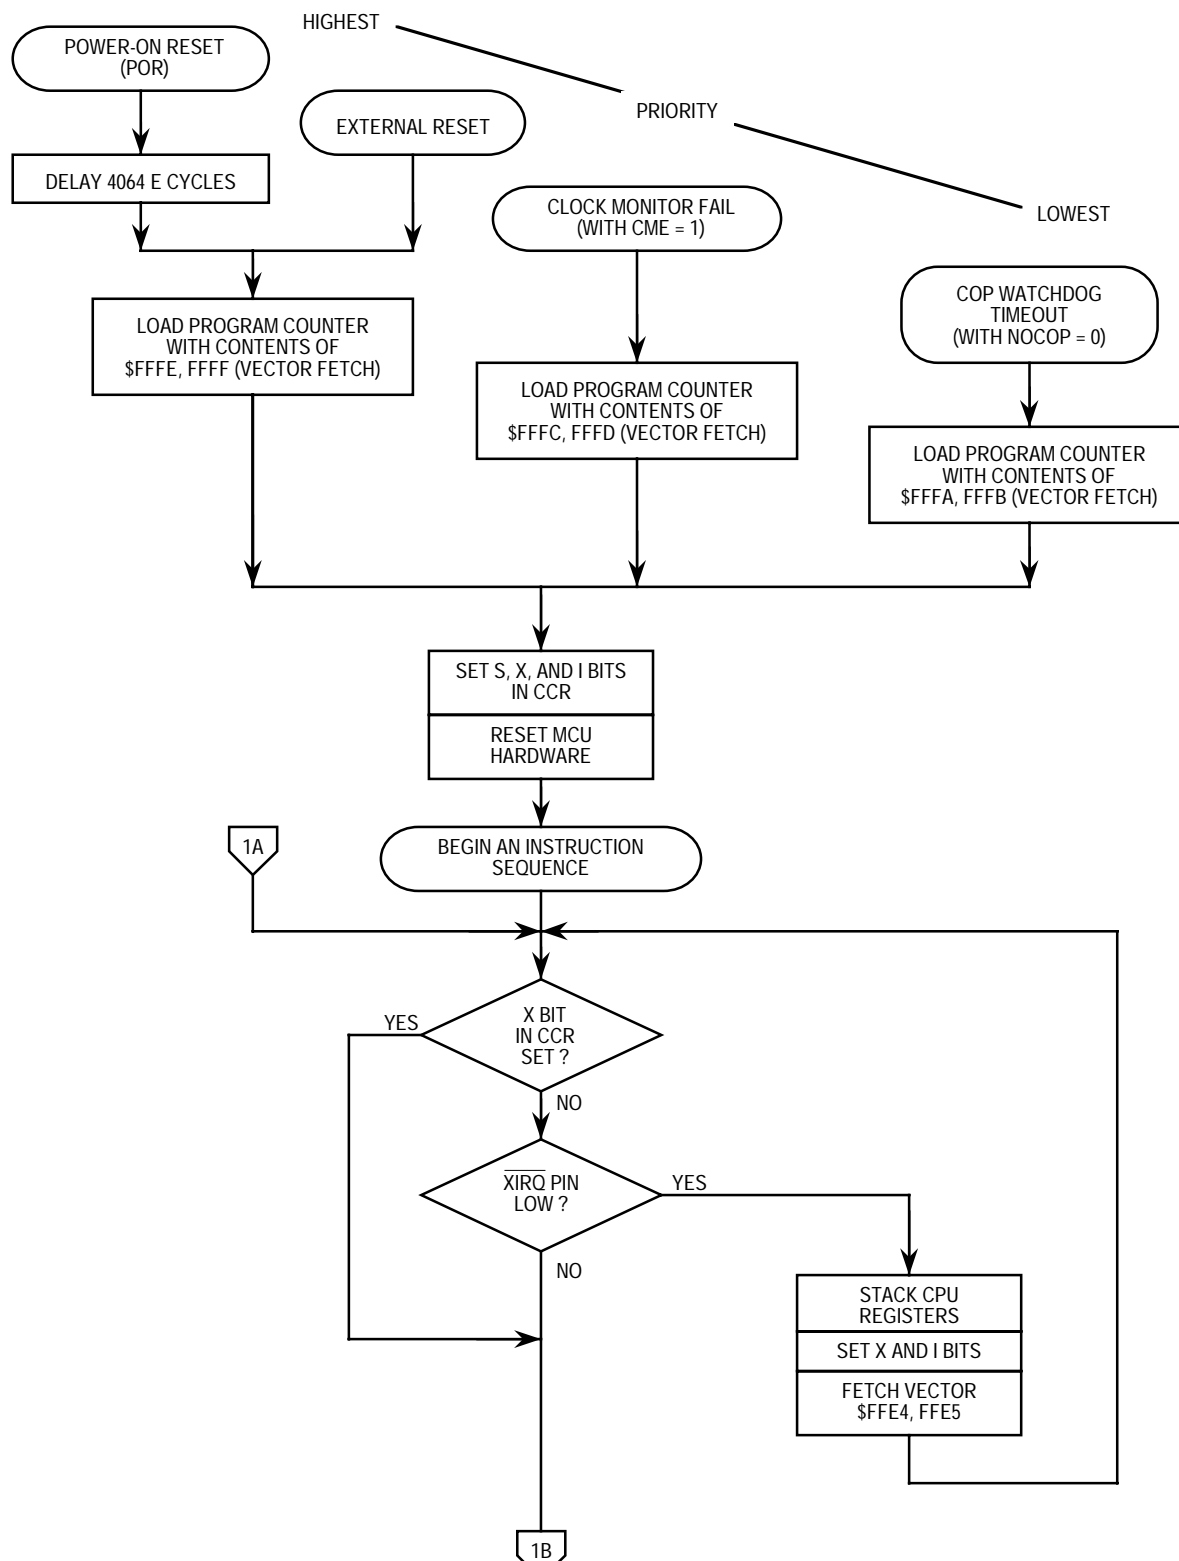 HIGHEST
POWER-ON RESET
(POR)
PRIORITY
EXTERNAL RESET
DELAY 4064 E CYCLES
CLOCK MONITOR FAIL
(WITH CME = 1)
LOWEST
COP WATCHDOG
TIMEOUT
(WITH NOCOP = 0)
LOAD PROGRAM COUNTER
WITH CONTENTS OF
$FFFE, FFFF (VECTOR FETCH)
LOAD PROGRAM COUNTER
WITH CONTENTS OF
$FFFC, FFFD (VECTOR FETCH)
LOAD PROGRAM COUNTER
WITH CONTENTS OF
$FFFA, FFFB (VECTOR FETCH)
SET S, X, AND I BITS
IN CCR
RESET MCU
HARDWARE
1A
BEGIN AN INSTRUCTION
SEQUENCE
YES
X BIT
IN CCR
SET ?
NO
XIRQ PIN
LOW ?
YES
NO
STACK CPU
REGISTERS
SET X AND I BITS
FETCH VECTOR
$FFE4, FFE5
1B